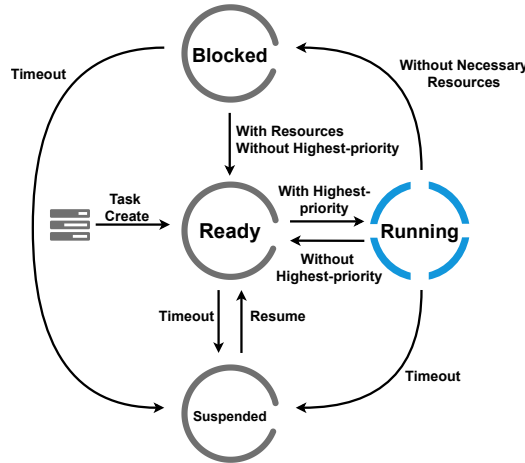 Blocked
Timeout
Without Necessary
Resources
With Resources
Without Highest-priority
Task
Create
With Highest-
priority
Ready
Running
Without
Highest-priority
Timeout
Resume
Timeout
Suspended